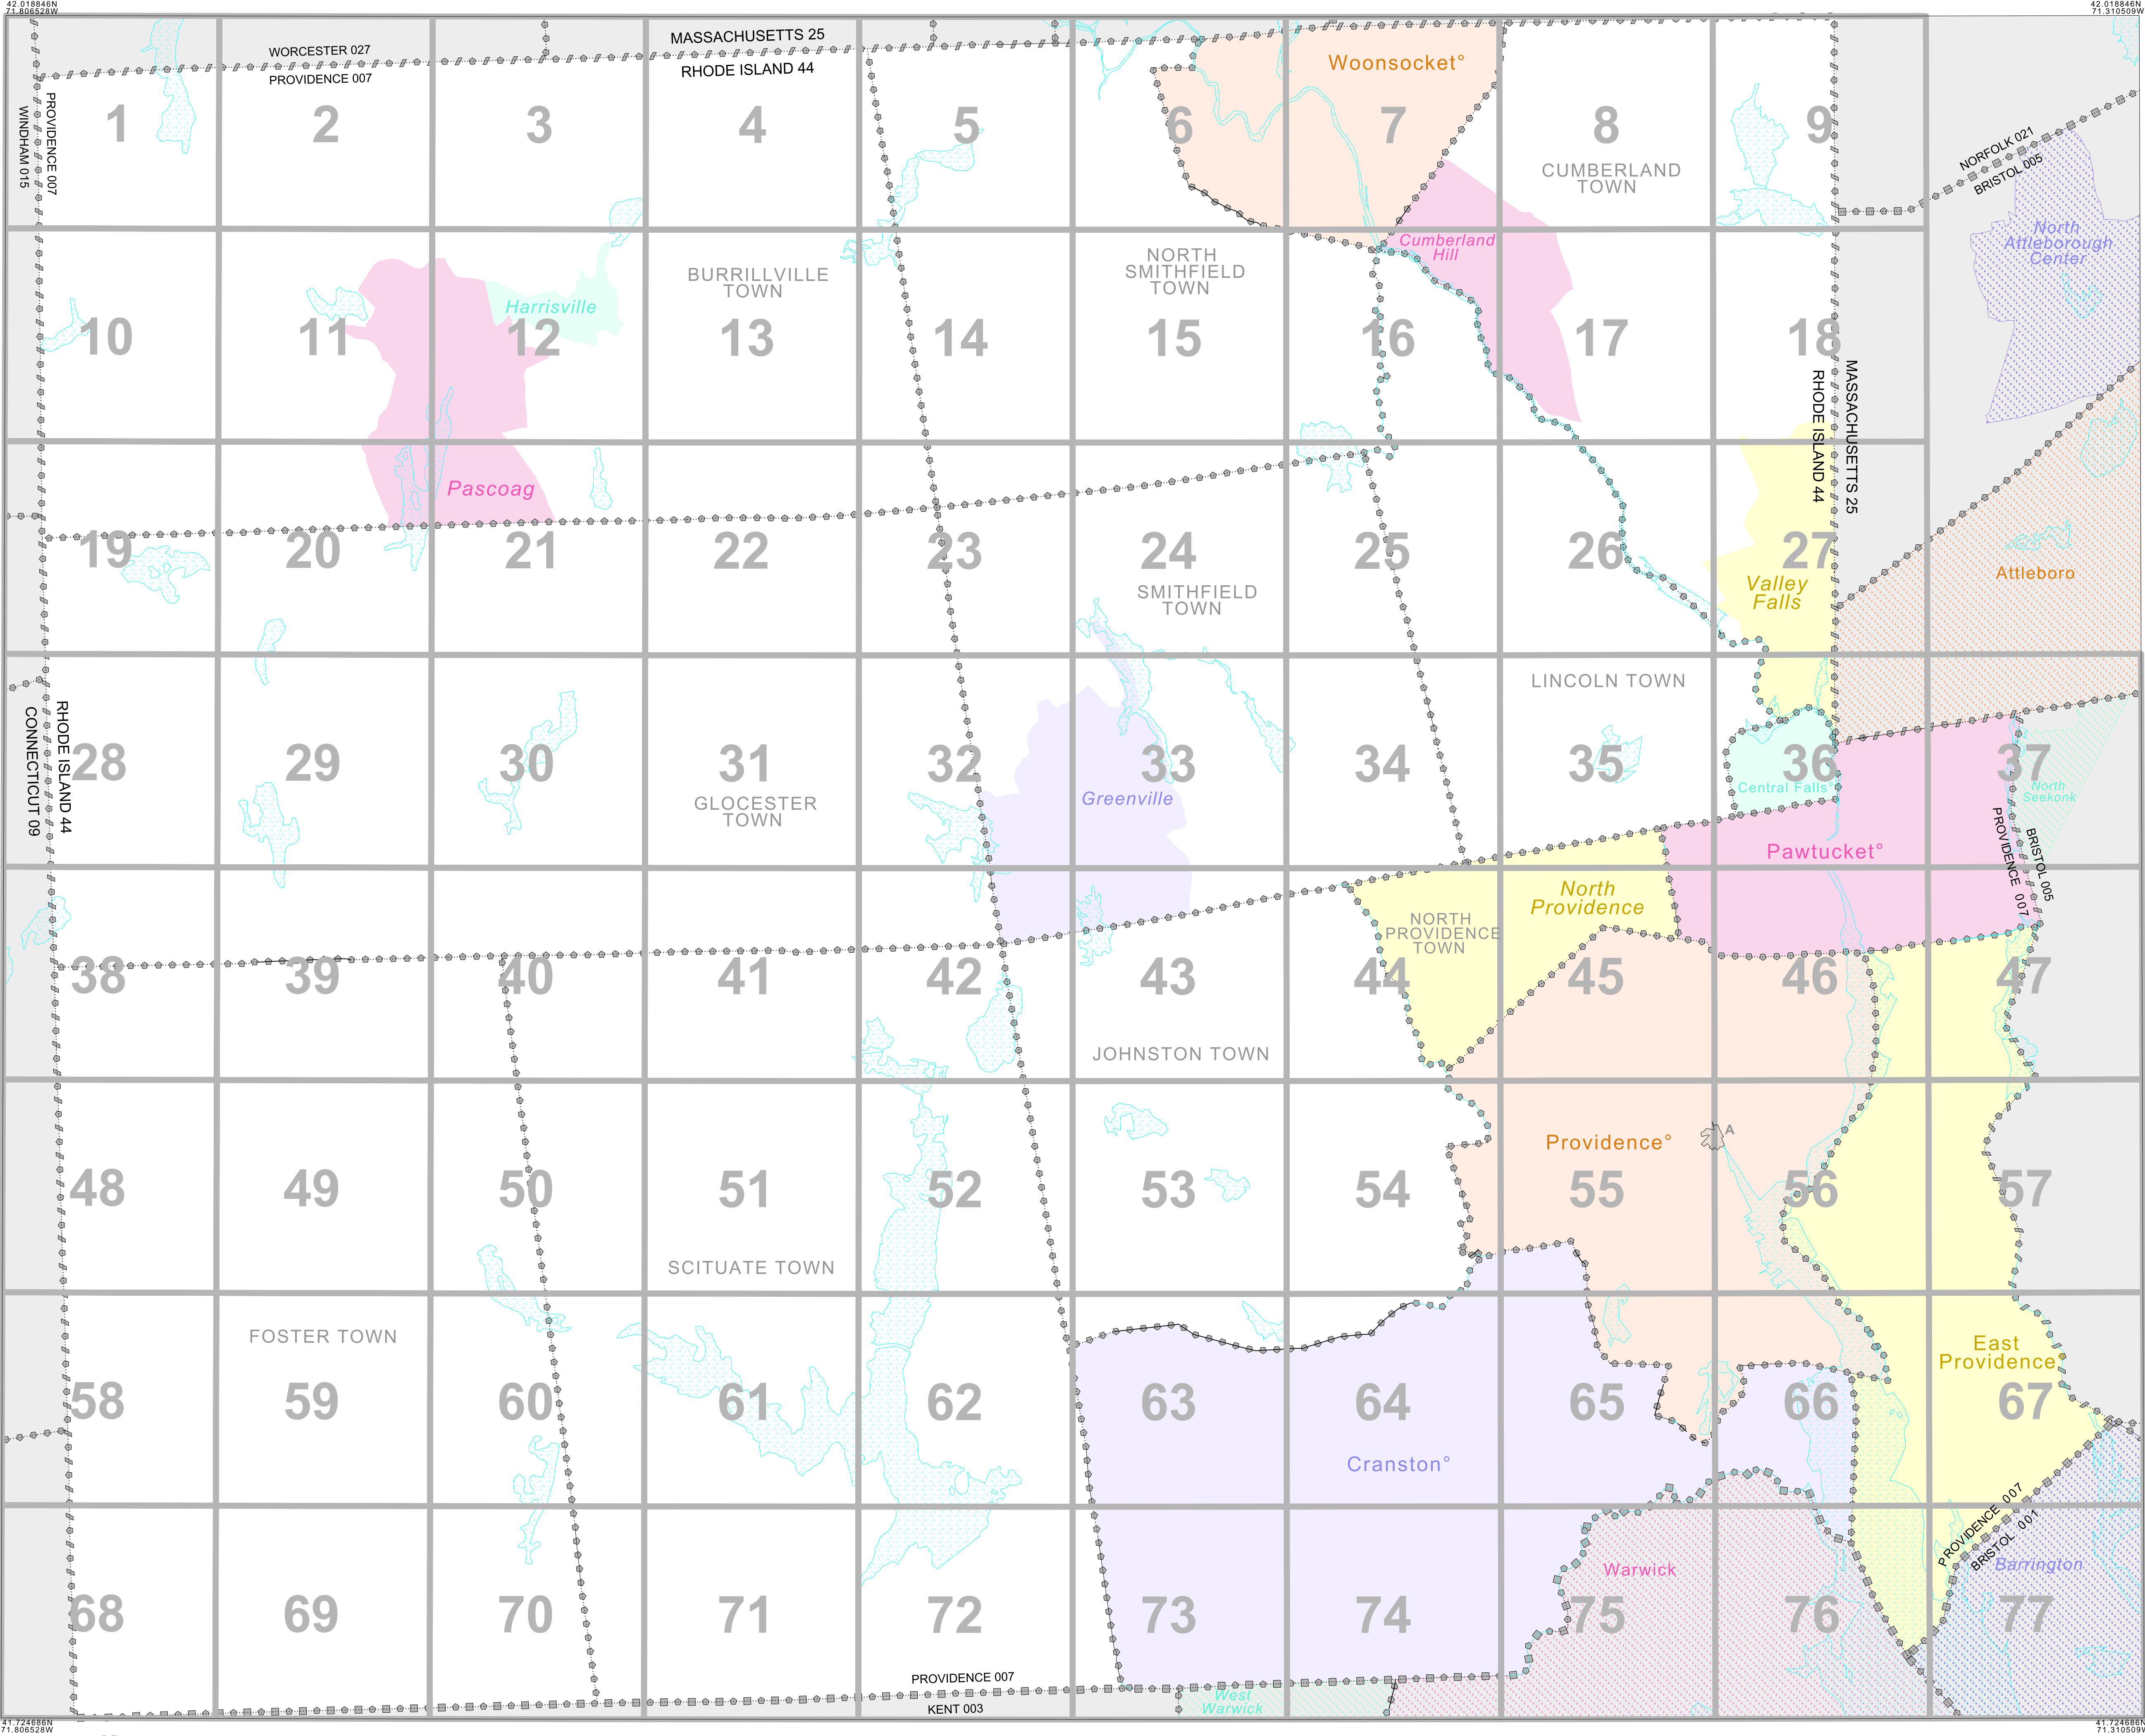 42.018846N
71.806528W
42.018846N
71.310509W
WORCESTER 027
PROVIDENCE 007
MASSACHUSETTS 25
RHODE ISLAND 44
Woonsocket°
WINDHAM 015
PROVIDENCE 007
1
2
3
4
5
6
7
8
9
CUMBERLAND
TOWN
NORFOLK 021
BRISTOL 005
North
Attleborough
Center
Cumberland
Hill
BURRILLVILLE
TOWN
NORTH
SMITHFIELD
TOWN
Harrisville
10
11
12
13
14
15
16
17
18
MASSACHUSETTS 25
RHODE ISLAND 44
Pascoag
19
20
21
22
23
24
25
26
27
Attleboro
SMITHFIELD
TOWN
Valley
Falls
LINCOLN TOWN
RHODE ISLAND 44
CONNECTICUT 09
28
29
30
31
32
33
34
35
36
37
GLOCESTER
TOWN
Greenville
Central Falls°
North
Seekonk
Pawtucket°
PROVIDENCE 007
BRISTOL 005
North
Providence
NORTH
PROVIDENCE
TOWN
38
39
40
41
42
43
44
45
46
47
JOHNSTON TOWN
Providence°
A
48
49
50
51
52
53
54
55
56
57
SCITUATE TOWN
FOSTER TOWN
East
Providence°
58
59
60
61
62
63
64
65
66
67
Cranston°
PROVIDENCE 007
BRISTOL 001
Barrington
Warwick
68
69
70
71
72
73
74
75
76
77
PROVIDENCE 007
KENT 003
West
Warwick
41.724686N
71.806528W
41.724686N
71.310509W